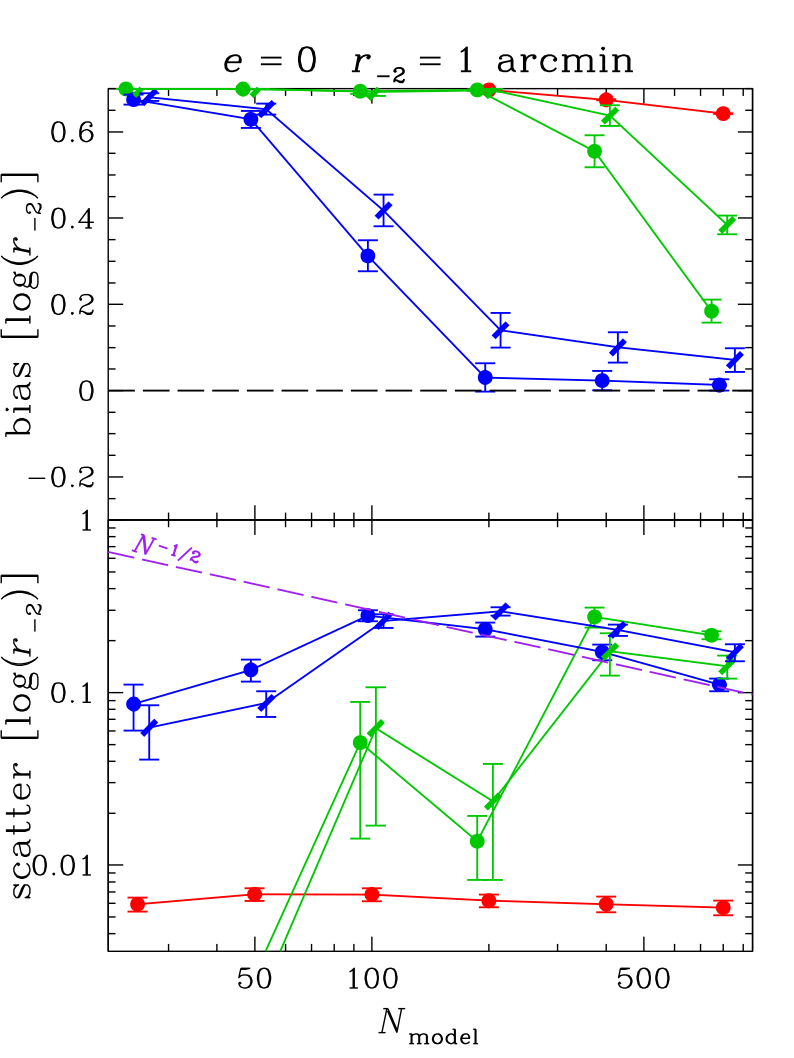 e = 0 r₋₂ = 1 arcmin
bias [log(r₋₂)]
0.6
0.4
0.2
0
−0.2
scatter [log(r₋₂)]
1
0.1
0.01
N⁻¹/²
50 100 500
N_model